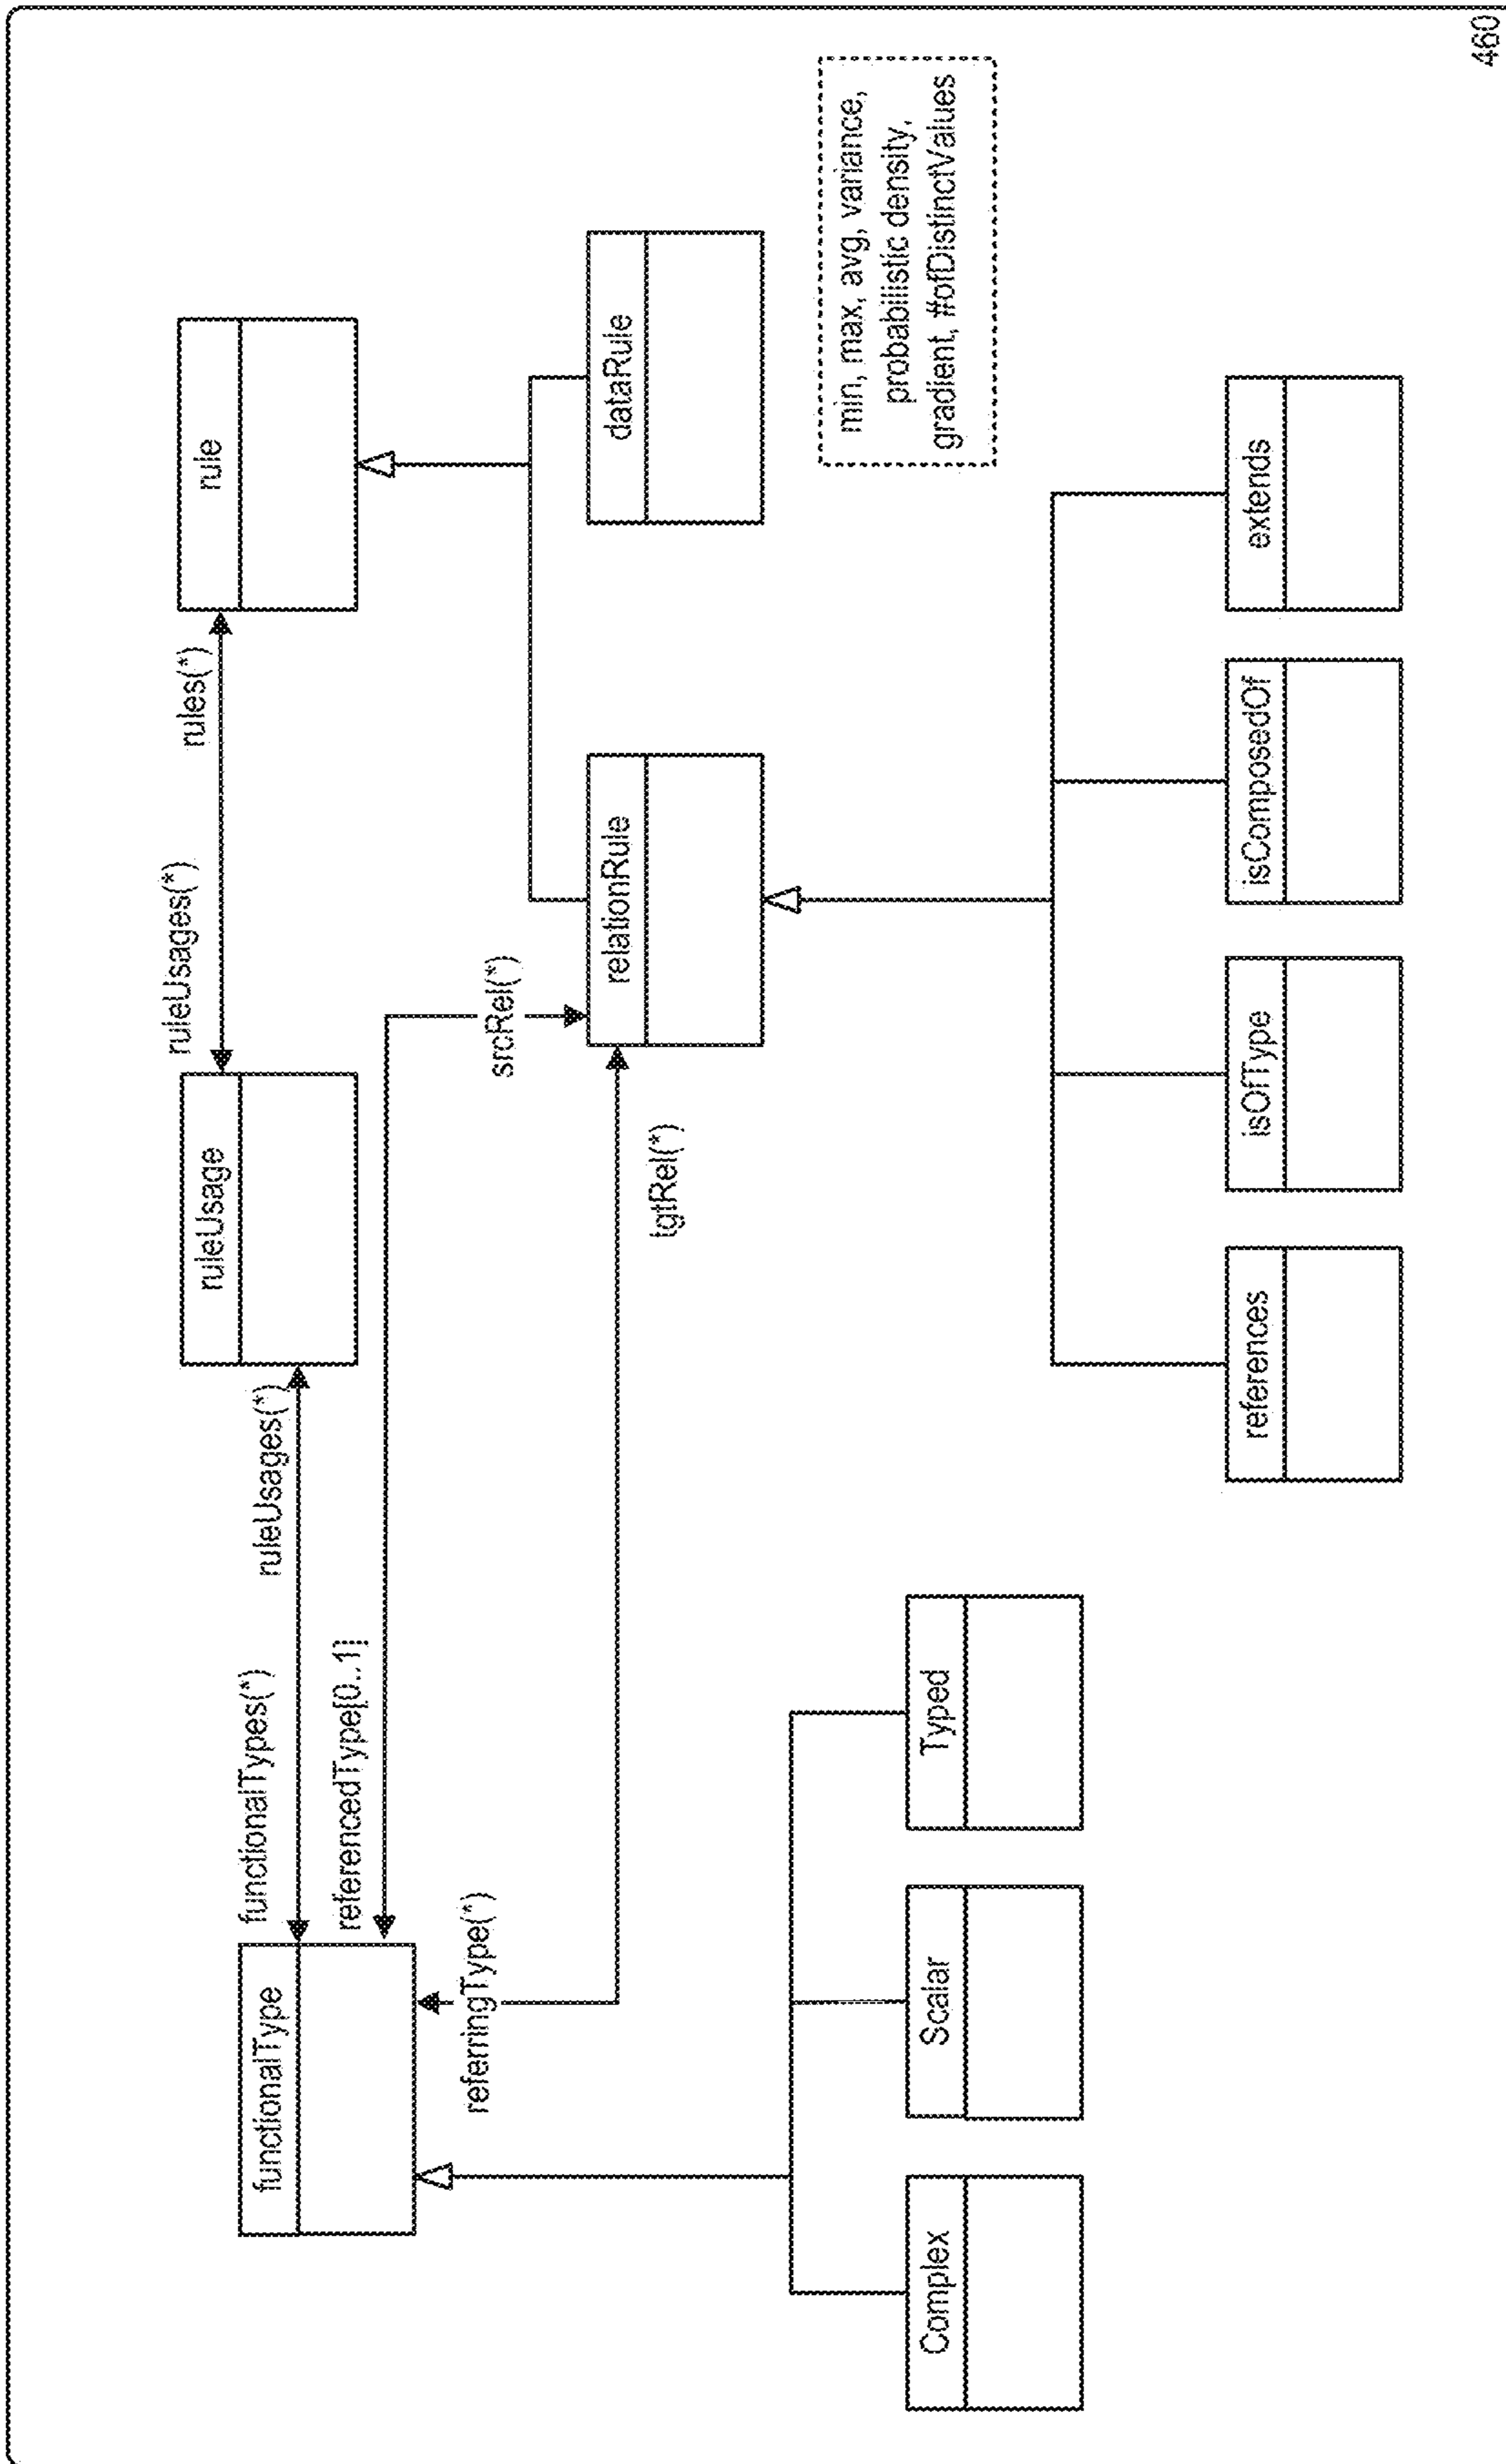 functionalType
functionalTypes(*)
ruleUsages(*)
ruleUsage
ruleUsages(*)
rules(*)
rule
referencedType[0..1]
referringType(*)
srcRel(*)
tgtRel(*)
relationRule
dataRule
min, max, avg, variance,
probabilistic density,
gradient, #ofDistinctValues
Complex
Scalar
Typed
references
isOfType
isComposedOf
extends
460